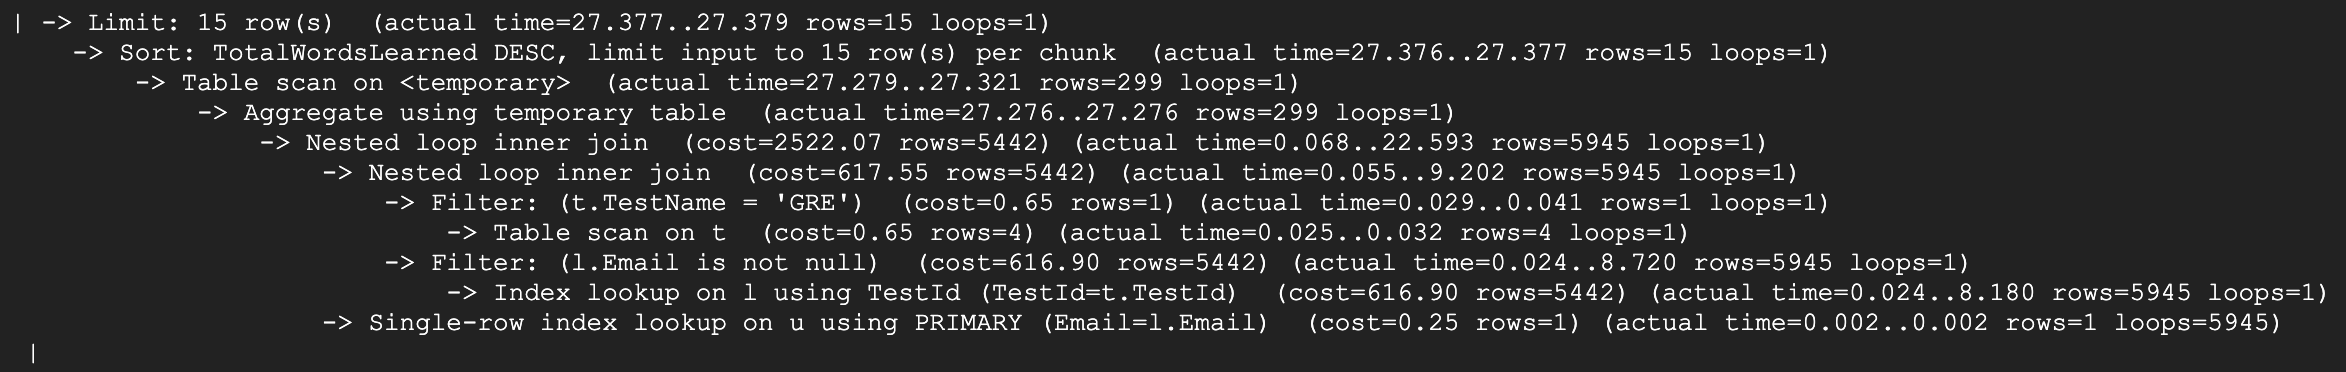 | -> Limit: 15 row(s)  (actual time=27.377..27.379 rows=15 loops=1)
    -> Sort: TotalWordsLearned DESC, limit input to 15 row(s) per chunk  (actual time=27.376..27.377 rows=15 loops=1)
        -> Table scan on <temporary>  (actual time=27.279..27.321 rows=299 loops=1)
            -> Aggregate using temporary table  (actual time=27.276..27.276 rows=299 loops=1)
                -> Nested loop inner join  (cost=2522.07 rows=5442) (actual time=0.068..22.593 rows=5945 loops=1)
                    -> Nested loop inner join  (cost=617.55 rows=5442) (actual time=0.055..9.202 rows=5945 loops=1)
                        -> Filter: (t.TestName = 'GRE')  (cost=0.65 rows=1) (actual time=0.029..0.041 rows=1 loops=1)
                            -> Table scan on t  (cost=0.65 rows=4) (actual time=0.025..0.032 rows=4 loops=1)
                        -> Filter: (l.Email is not null)  (cost=616.90 rows=5442) (actual time=0.024..8.720 rows=5945 loops=1)
                            -> Index lookup on l using TestId (TestId=t.TestId)  (cost=616.90 rows=5442) (actual time=0.024..8.180 rows=5945 loops=1)
                    -> Single-row index lookup on u using PRIMARY (Email=l.Email)  (cost=0.25 rows=1) (actual time=0.002..0.002 rows=1 loops=5945)
 |